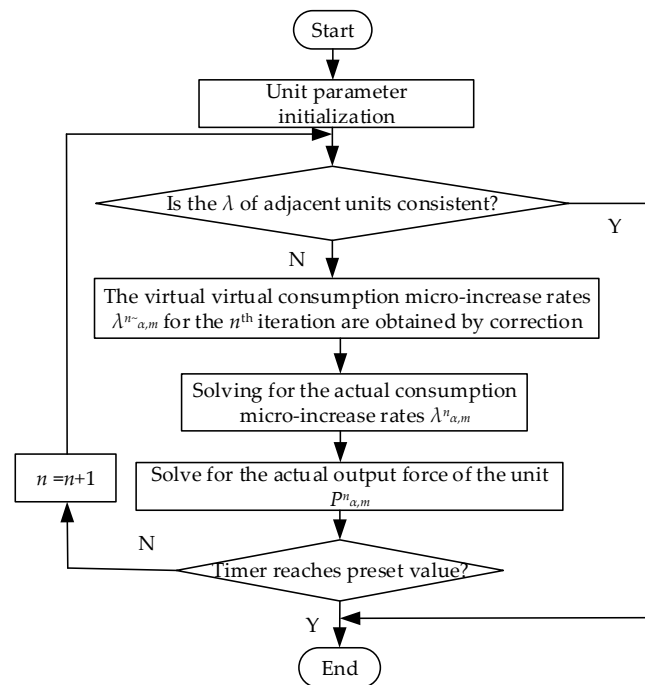 Start
Unit parameter
initialization
Is the λ of adjacent units consistent?
Y
N
The virtual virtual consumption micro-increase rates
λⁿ~α,m for the nth iteration are obtained by correction
Solving for the actual consumption
micro-increase rates λⁿα,m
n =n+1
Solve for the actual output force of the unit
Pⁿα,m
N
Timer reaches preset value?
Y
End